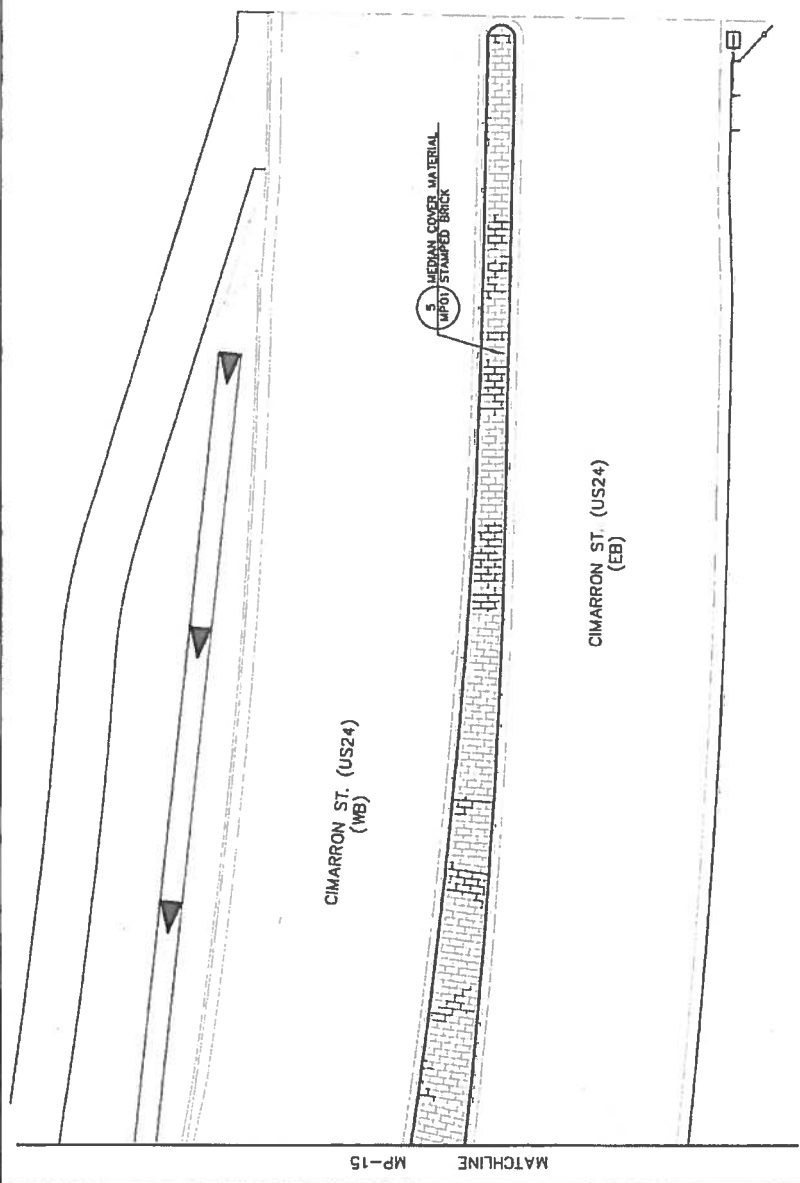 5
MP01
MEDIAN COVER MATERIAL
STAMPED BRICK
CIMARRON ST. (US24)
(WB)
CIMARRON ST. (US24)
(EB)
MATCHLINE MP-15